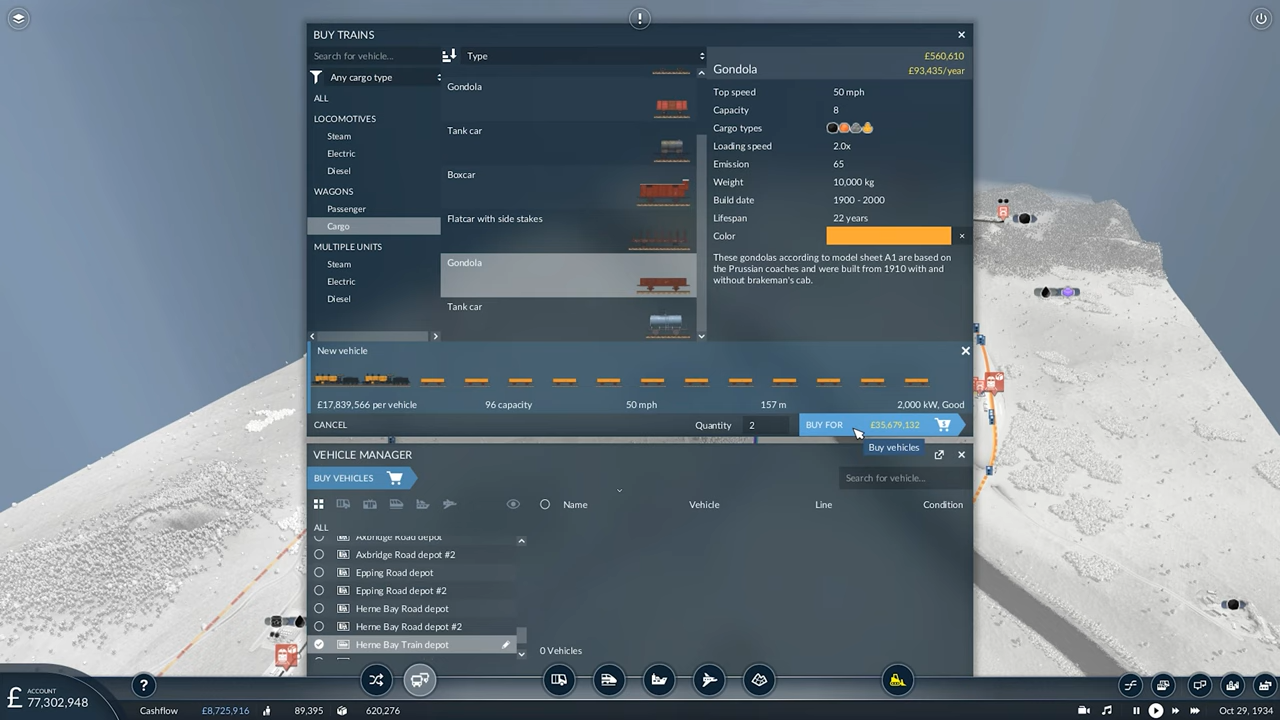 BUY TRAINS
Search for vehicle...
Type
Any cargo type
ALL
LOCOMOTIVES
Steam
Electric
Diesel
WAGONS
Passenger
Cargo
MULTIPLE UNITS
Steam
Electric
Diesel
Gondola
Tank car
Boxcar
Flatcar with side stakes
Gondola
Tank car
£560,610
Gondola
£93,435/year
Top speed 50 mph
Capacity 8
Cargo types
Loading speed 2.0x
Emission 65
Weight 10,000 kg
Build date 1900 - 2000
Lifespan 22 years
Color
These gondolas according to model sheet A1 are based on
the Prussian coaches and were built from 1910 with and
without brakeman's cab.
New vehicle
£17,839,566 per vehicle 96 capacity 50 mph 157 m 2,000 kW, Good
CANCEL Quantity 2 BUY FOR £35,679,132
Buy vehicles
VEHICLE MANAGER
BUY VEHICLES
Search for vehicle...
Name Vehicle Line Condition
ALL
Axbridge Road depot
Axbridge Road depot #2
Epping Road depot
Epping Road depot #2
Herne Bay Road depot
Herne Bay Road depot #2
Herne Bay Train depot
0 Vehicles
£ ACCOUNT
77,302,948
Cashflow £8,725,916 89,395 620,276
Oct 29, 1934